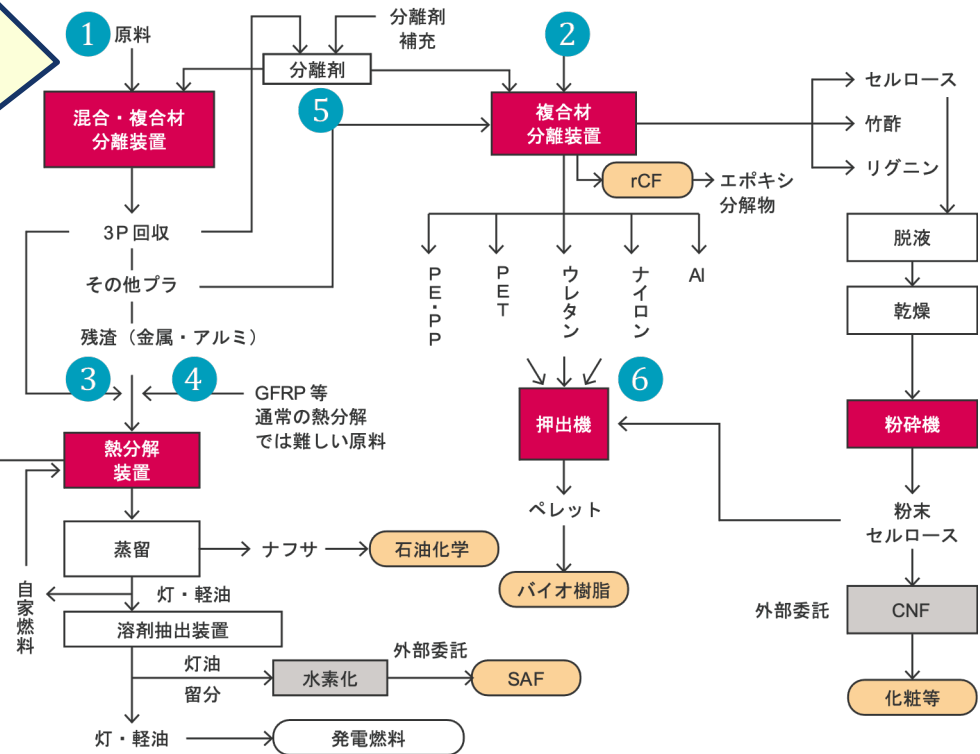 1
原料
分離剤
補充
2
分離剤
混合・複合材
分離装置
5
複合材
分離装置
セルロース
竹酢
リグニン
rCF
エポキシ
分解物
3P回収
その他プラ
残渣（金属・アルミ）
PE・PP
PET
ウレタン
ナイロン
Al
脱液
乾燥
3
4
GFRP等
通常の熱分解
では難しい原料
6
押出機
粉砕機
熱分解
装置
ペレット
粉末
セルロース
蒸留
ナフサ
石油化学
バイオ樹脂
自家燃料
灯・軽油
外部委託
CNF
溶剤抽出装置
灯油
留分
水素化
外部委託
SAF
化粧等
灯・軽油
発電燃料